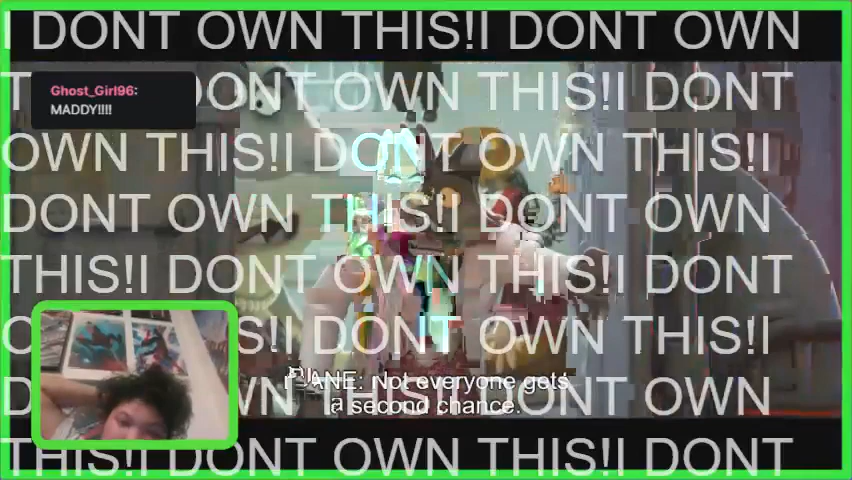 I DONT OWN THIS!I DONT OWN
T
Ghost_Girl96:
MADDY!!!!
DONT OWN THIS!I DONT
OWN THIS!I DONT OWN THIS!I
DONT OWN THIS!I DONT OWN
THIS!I DONT OWN THIS!I DONT
O
S!I DONT OWN THIS!I
Not everyone gets
a second chance.
D
WN THIS!I DONT OWN
THIS!I DONT OWN THIS!I DONT